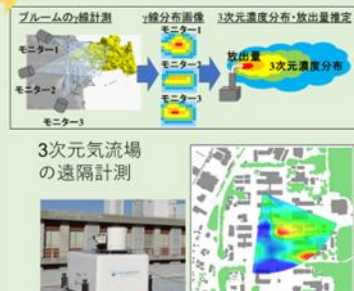 プルームのγ線計測
γ線分布画像
3次元濃度分布・放出量推定
モニター1
モニター2
モニター3
モニター1
モニター2
モニター3
放出量
3次元濃度分布
3次元気流場
の遠隔計測